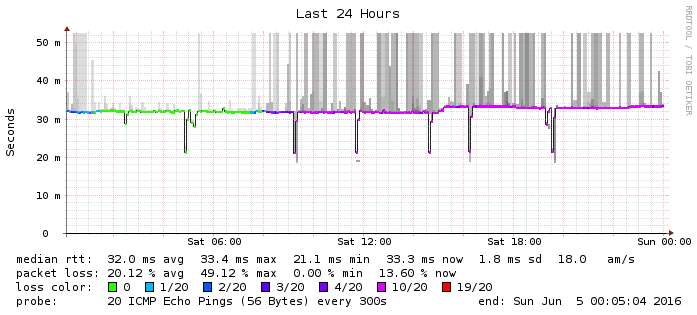 Last 24 Hours
RRDTOOL / TOBI OETIKER
Seconds
50 m
40 m
30 m
20 m
10 m
0
Sat 06:00 Sat 12:00 Sat 18:00 Sun 00:00
median rtt: 32.0 ms avg 33.4 ms max 21.1 ms min 33.3 ms now 1.8 ms sd 18.0 am/s
packet loss: 20.12 % avg 49.12 % max 0.00 % min 13.60 % now
loss color: 0 1/20 2/20 3/20 4/20 10/20 19/20
probe: 20 ICMP Echo Pings (56 Bytes) every 300s end: Sun Jun 5 00:05:04 2016